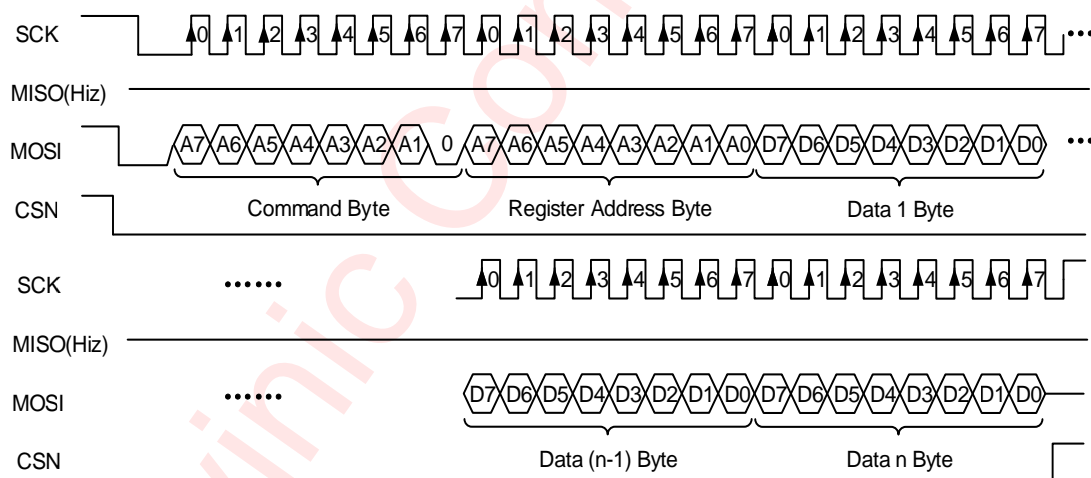 SCK 0 1 2 3 4 5 6 7 0 1 2 3 4 5 6 7 0 1 2 3 4 5 6 7 •••
MISO(Hiz)
MOSI A7 A6 A5 A4 A3 A2 A1 0 A7 A6 A5 A4 A3 A2 A1 A0 D7 D6 D5 D4 D3 D2 D1 D0 •••
Command Byte Register Address Byte Data 1 Byte
CSN
SCK •••••• 0 1 2 3 4 5 6 7 0 1 2 3 4 5 6 7
MISO(Hiz)
MOSI •••••• D7 D6 D5 D4 D3 D2 D1 D0 D7 D6 D5 D4 D3 D2 D1 D0
Data (n-1) Byte Data n Byte
CSN